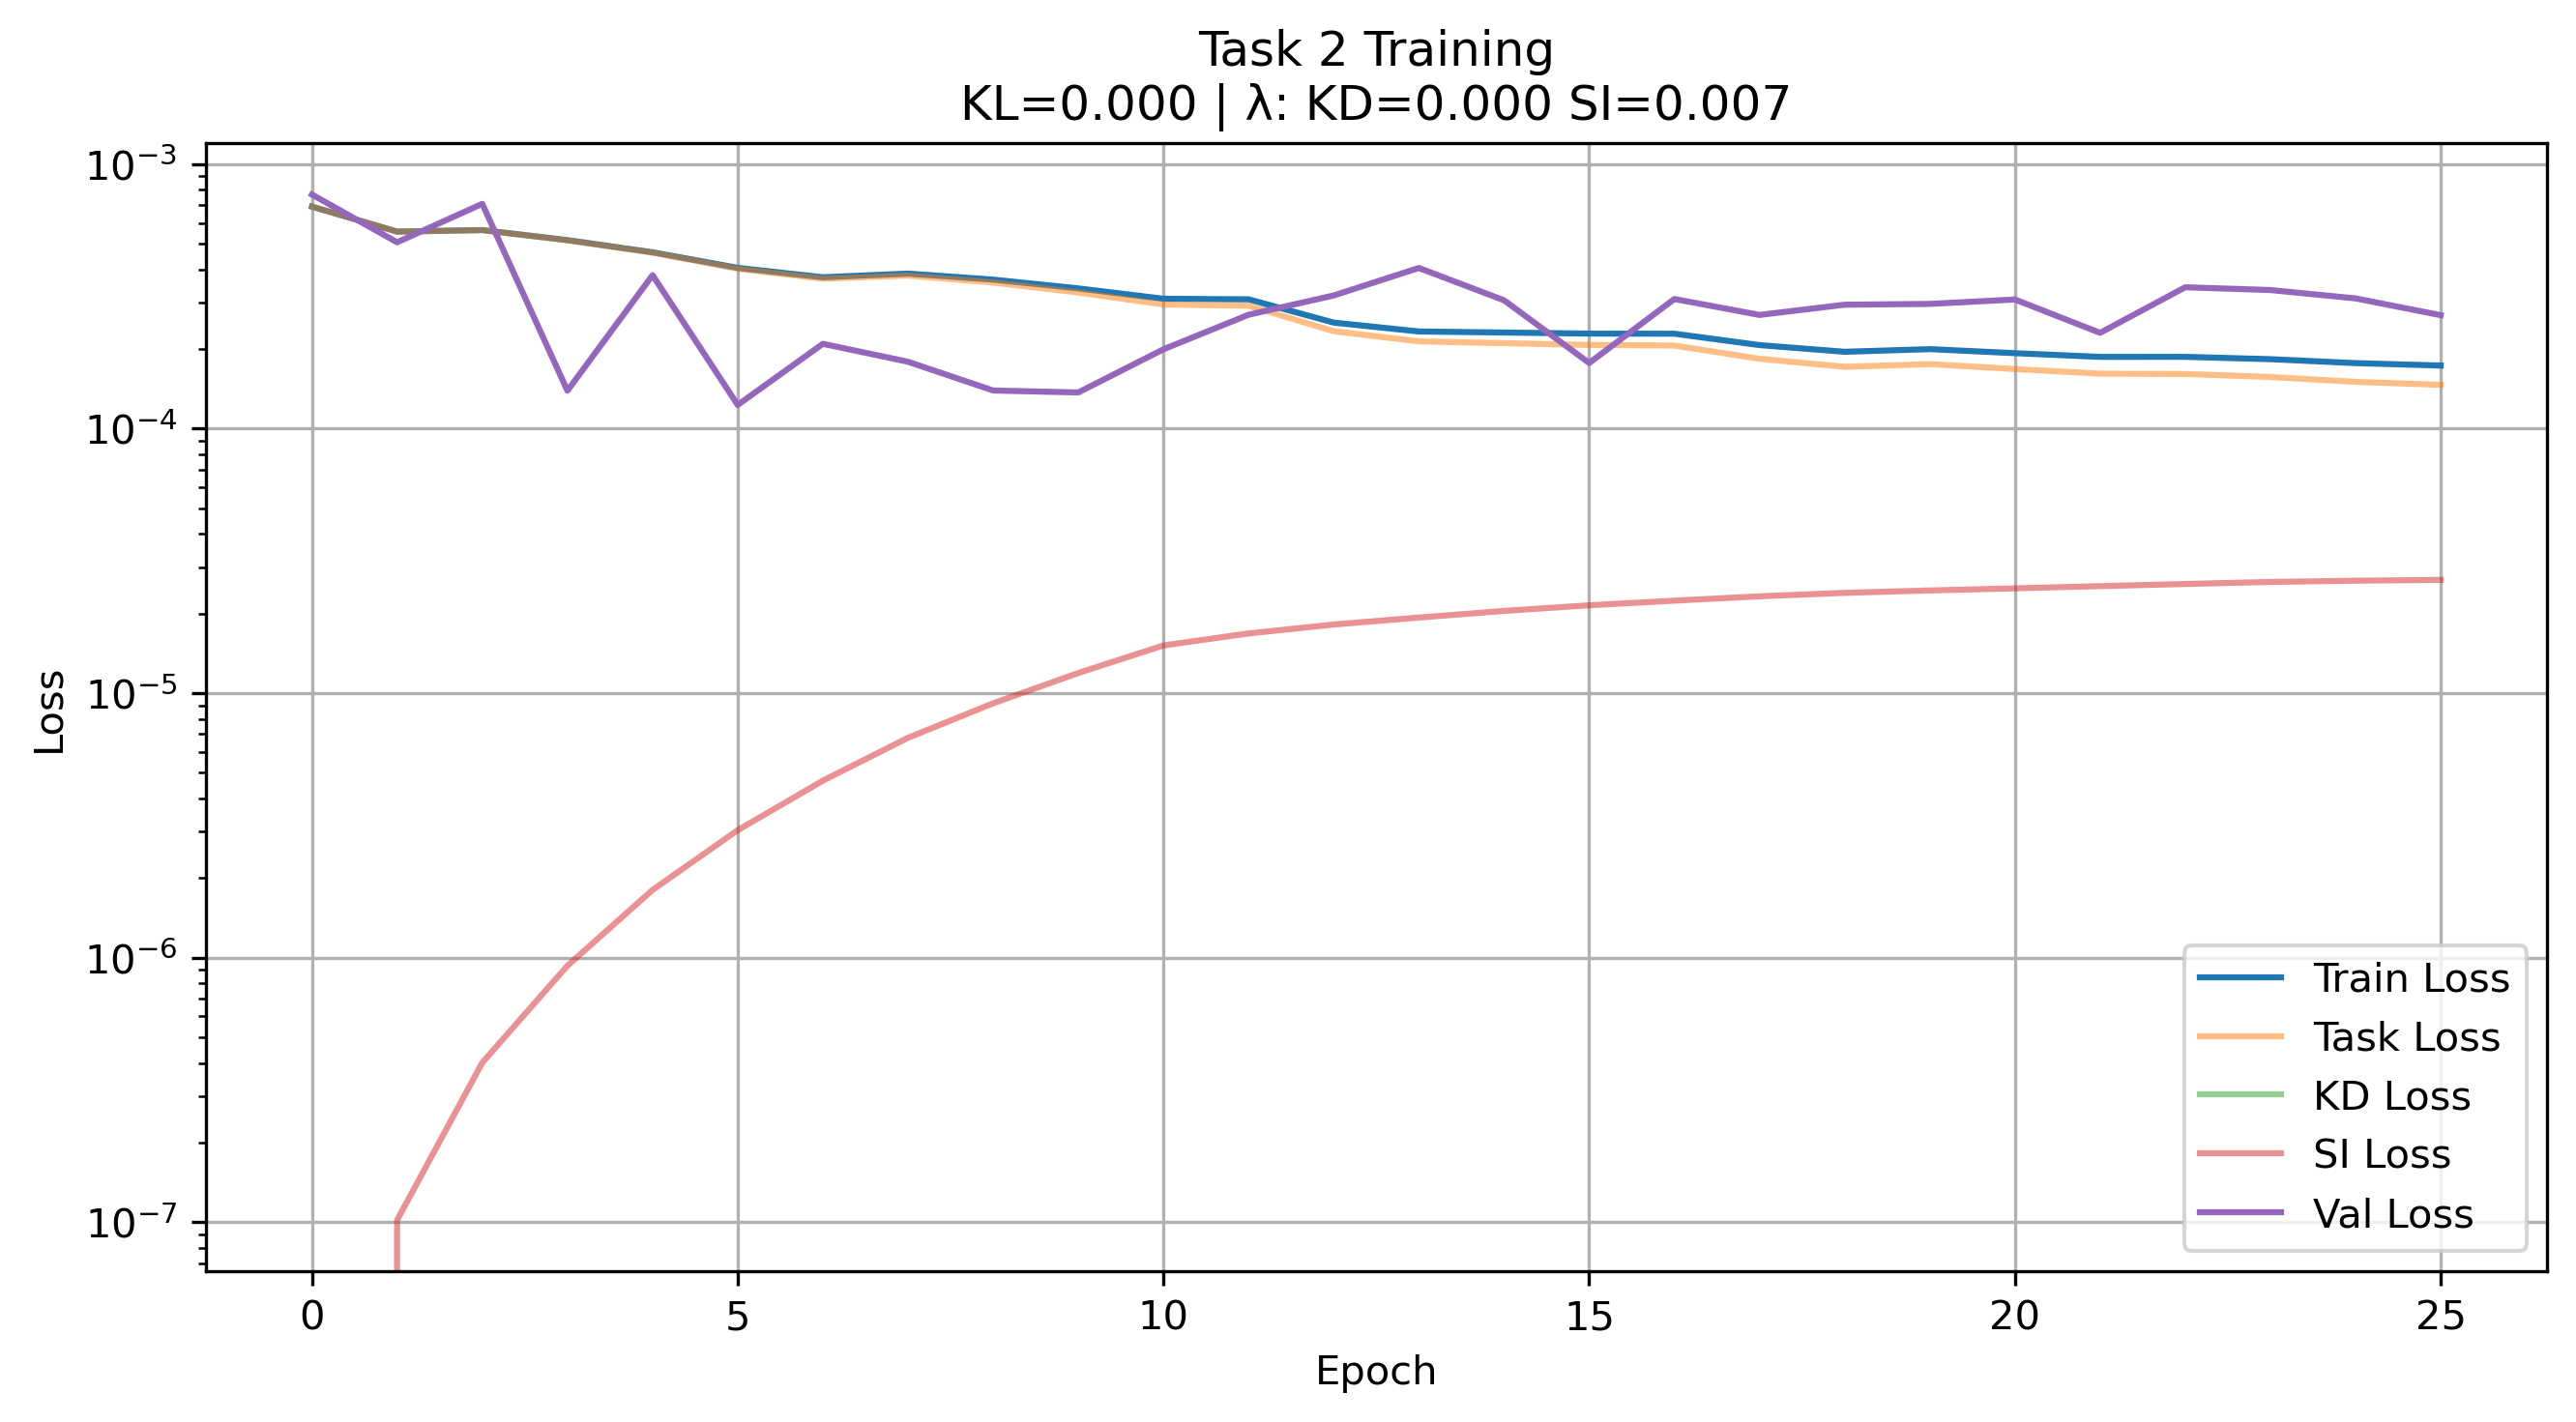 Task 2 Training
KL=0.000 | λ: KD=0.000 SI=0.007
10⁻³
10⁻⁴
10⁻⁵
10⁻⁶
10⁻⁷
Loss
Train Loss
Task Loss
KD Loss
SI Loss
Val Loss
0 5 10 15 20 25
Epoch